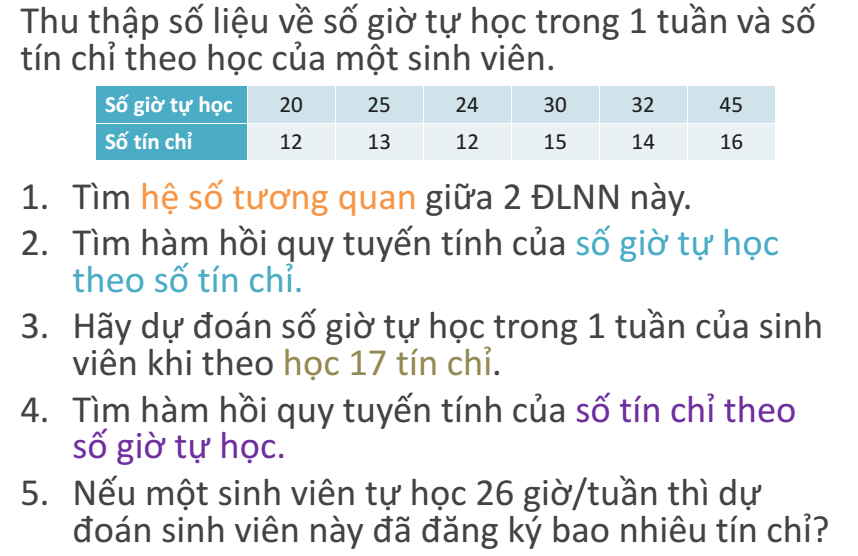 Thu thập số liệu về số giờ tự học trong 1 tuần và số
tín chỉ theo học của một sinh viên.
Số giờ tự học 20 25 24 30 32 45
Số tín chỉ 12 13 12 15 14 16
1. Tìm hệ số tương quan giữa 2 ĐLNN này.
2. Tìm hàm hồi quy tuyến tính của số giờ tự học
theo số tín chỉ.
3. Hãy dự đoán số giờ tự học trong 1 tuần của sinh
viên khi theo học 17 tín chỉ.
4. Tìm hàm hồi quy tuyến tính của số tín chỉ theo
số giờ tự học.
5. Nếu một sinh viên tự học 26 giờ/tuần thì dự
đoán sinh viên này đã đăng ký bao nhiêu tín chỉ?